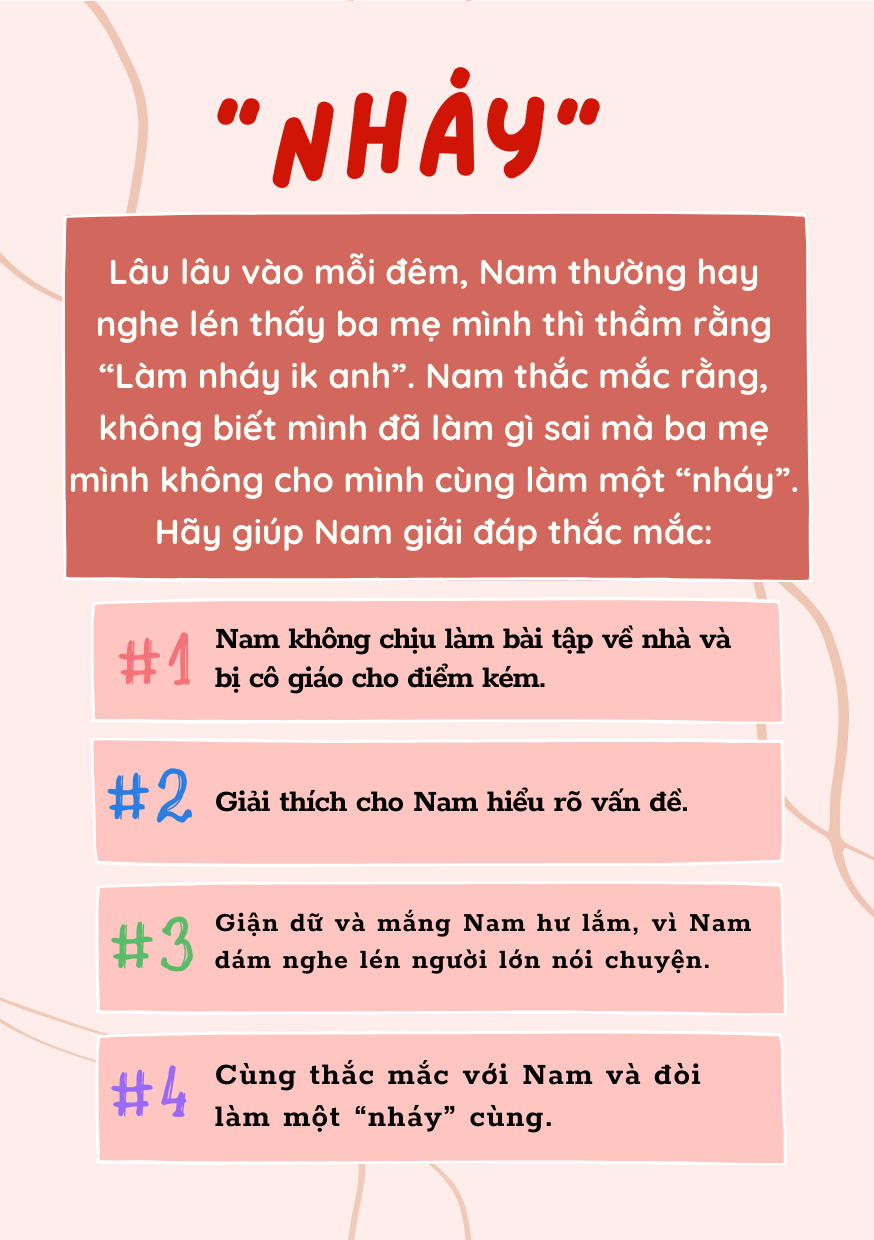 "NHÁY"
Lâu lâu vào mỗi đêm, Nam thường hay
nghe lén thấy ba mẹ mình thì thầm rằng
“Làm nháy ik anh”. Nam thắc mắc rằng,
không biết mình đã làm gì sai mà ba mẹ
mình không cho mình cùng làm một “nháy”.
Hãy giúp Nam giải đáp thắc mắc:
#1 Nam không chịu làm bài tập về nhà và
bị cô giáo cho điểm kém.
#2 Giải thích cho Nam hiểu rõ vấn đề.
#3 Giận dữ và mắng Nam hư lắm, vì Nam
dám nghe lén người lớn nói chuyện.
#4 Cùng thắc mắc với Nam và đòi
làm một “nháy” cùng.